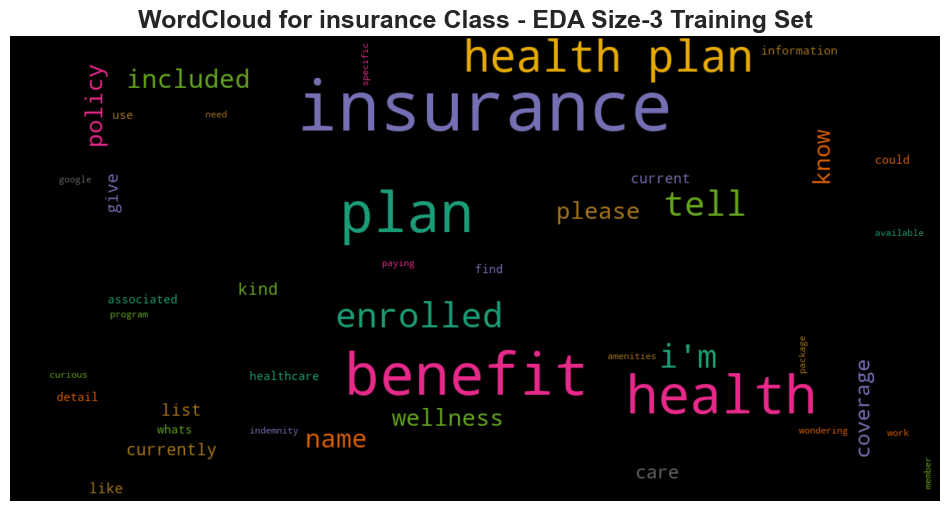 WordCloud for insurance Class - EDA Size-3 Training Set
specific
health plan
information
policy
included
insurance
use
need
know
could
google
give
current
plan
please
tell
available
paying
find
kind
associated
program
enrolled
amenities
i'm
package
curious
healthcare
benefit
health
coverage
detail
list
wellness
whats
indemnity
name
wondering
work
currently
care
member
like